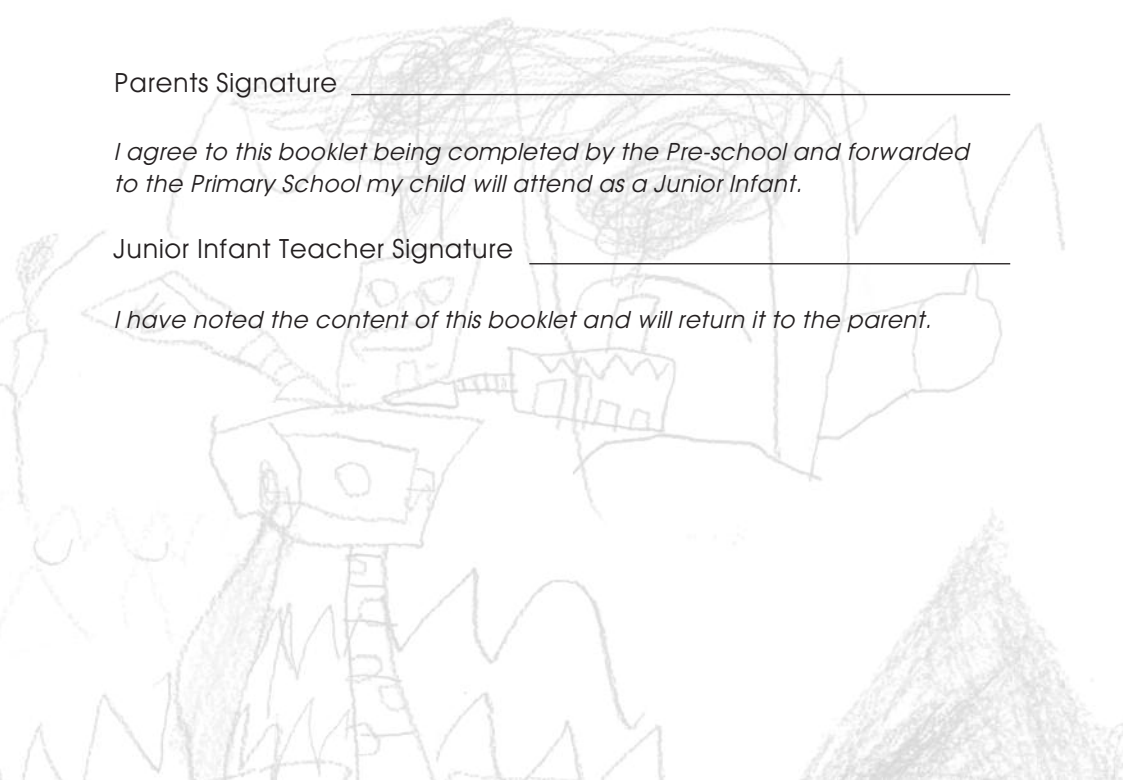 Parents Signature
I agree to this booklet being completed by the Pre-school and forwarded
to the Primary School my child will attend as a Junior Infant.
Junior Infant Teacher Signature
I have noted the content of this booklet and will return it to the parent.